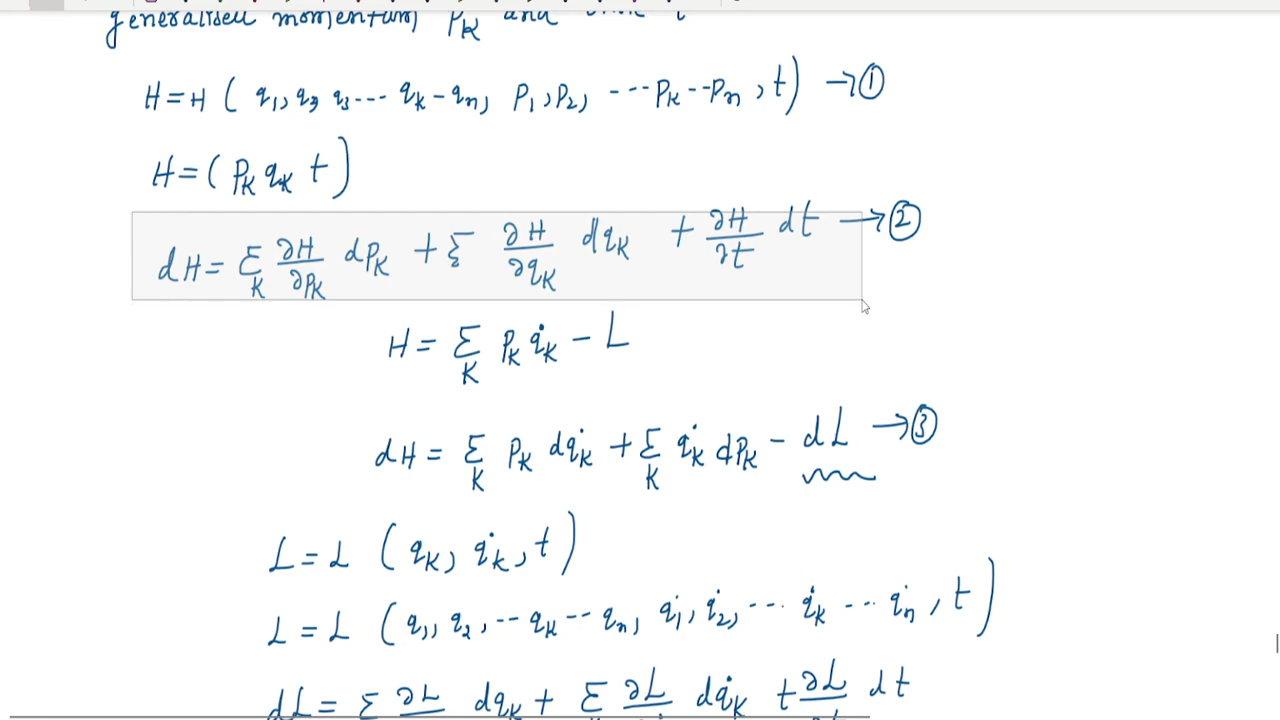 generalised momentum, pₖ and
H = H ( q₁, q₂ q₃ --- qₖ - qₙ, p₁, p₂, --- pₖ -- pₙ, t ) → ①
H = ( pₖ qₖ t )
dH = Σₖ ∂H/∂pₖ dpₖ + Σ ∂H/∂qₖ dqₖ + ∂H/∂t dt → ②
H = Σₖ pₖ q̇ₖ - L
dH = Σₖ pₖ dq̇ₖ + Σₖ q̇ₖ dpₖ - dL → ③
L = L ( qₖ, q̇ₖ, t )
L = L ( q₁, q₂, -- qₖ -- qₙ, q̇₁, q̇₂, --- q̇ₖ --- q̇ₙ, t )
dL = Σ ∂L dqₖ + Σ ∂L dq̇ₖ + ∂L dt